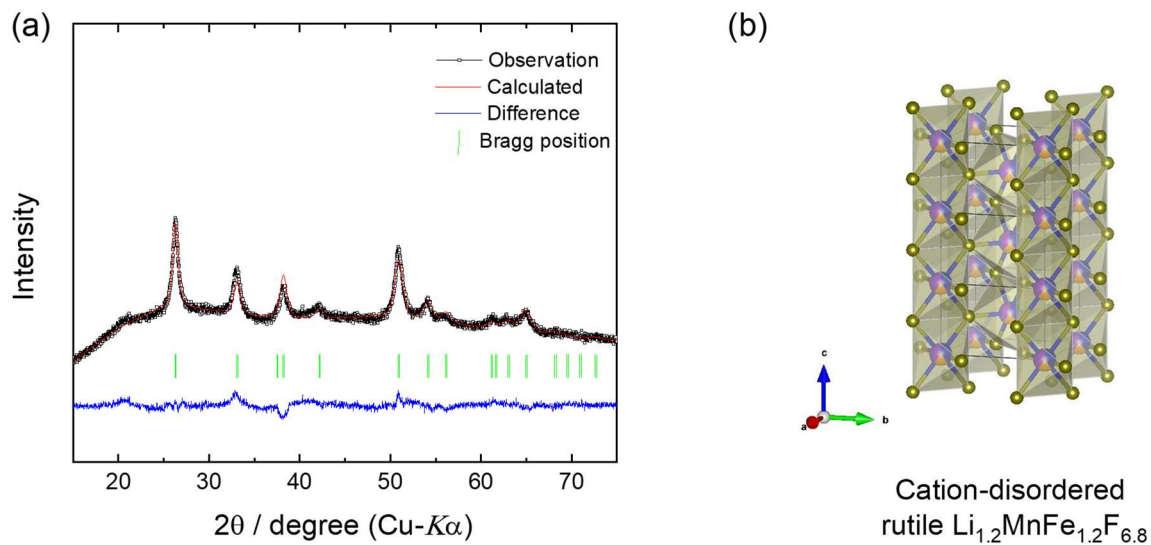 (a)
Observation
Calculated
Difference
Bragg position
Intensity
20 30 40 50 60 70
2θ / degree (Cu-Kα)
(b)
c
a
b
Cation-disordered
rutile Li1.2MnFe1.2F6.8